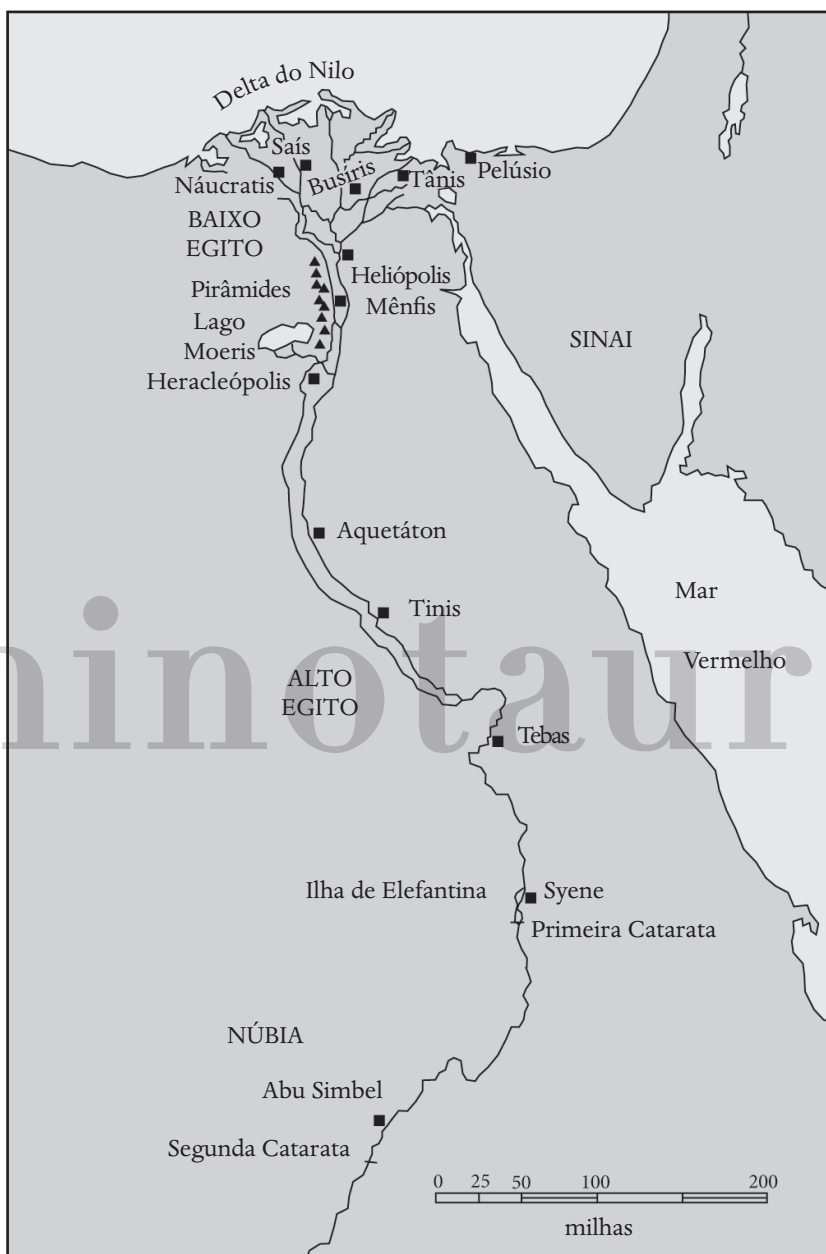 Delta do Nilo
Saís
Busíris
Náucratis
Tânis
Pelúsio
BAIXO
EGITO
Heliópolis
Pirâmides
Mênfis
Lago
Moeris
Heracleópolis
SINAI
Aquetáton
Tinis
Mar
Vermelho
ALTO
EGITO
minotaur
Tebas
Ilha de Elefantina
Syene
Primeira Catarata
NÚBIA
Abu Simbel
Segunda Catarata
0 25 50 100 200
milhas